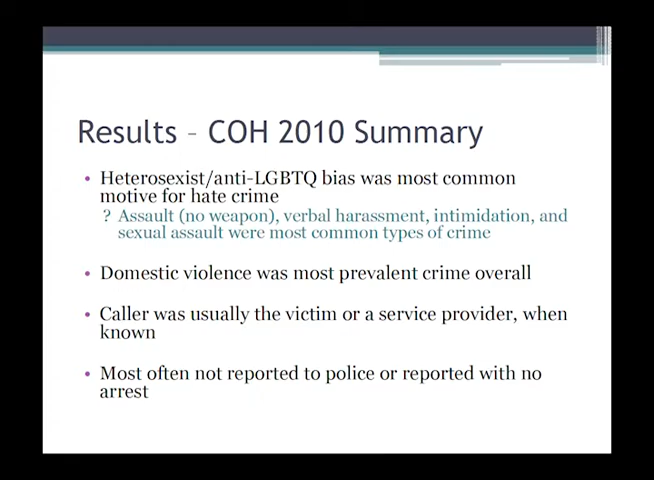 Results – COH 2010 Summary
• Heterosexist/anti-LGBTQ bias was most common
motive for hate crime
? Assault (no weapon), verbal harassment, intimidation, and
sexual assault were most common types of crime
• Domestic violence was most prevalent crime overall
• Caller was usually the victim or a service provider, when
known
• Most often not reported to police or reported with no
arrest